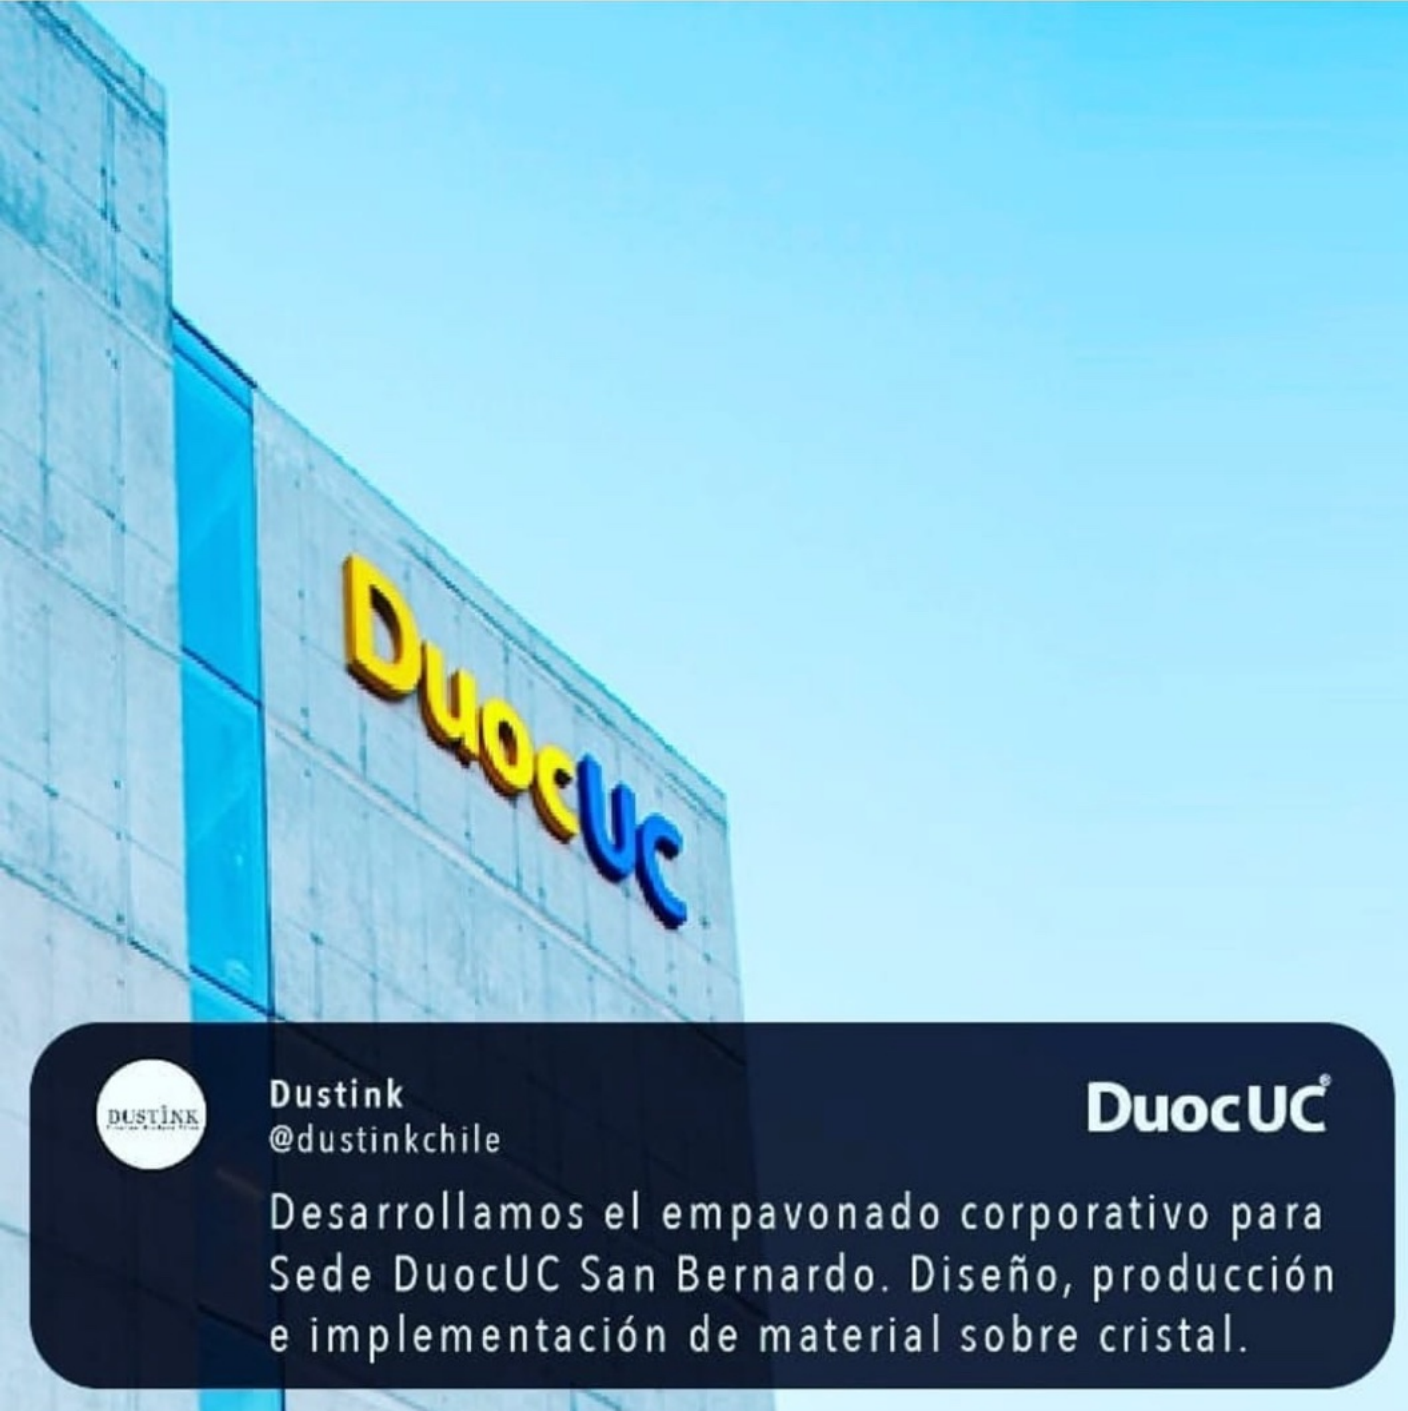 DuocUC
DUSTINK
Dustink
@dustinkchile
DuocUC®
Desarrollamos el empavonado corporativo para
Sede DuocUC San Bernardo. Diseño, producción
e implementación de material sobre cristal.